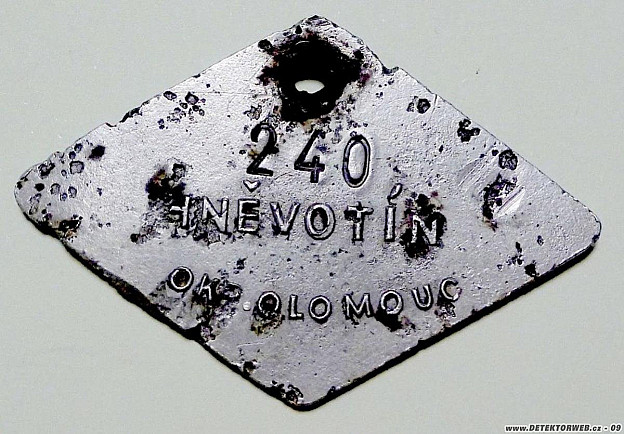 240
HNĚVOTÍN
OK. OLOMOUC
www.DETEKTORWEB.cz - 09